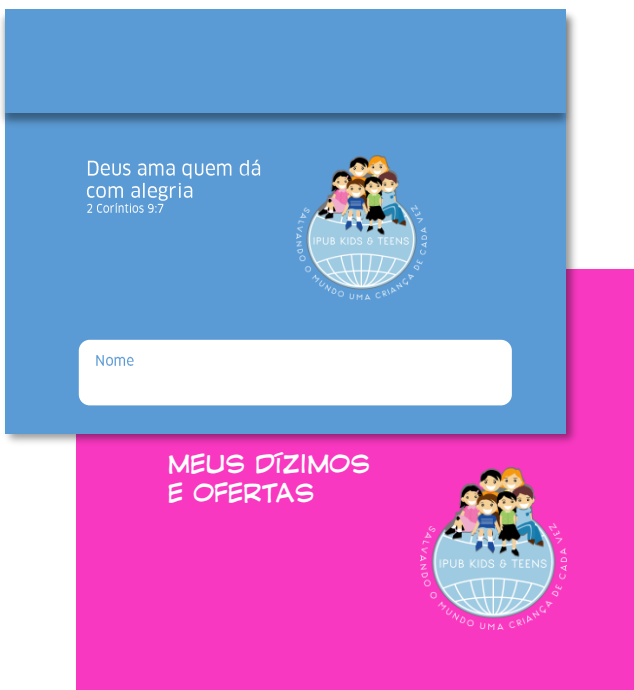 Deus ama quem dá
com alegria
2 Coríntios 9:7
IPUB KIDS & TEENS
SALVANDO O MUNDO UMA CRIANÇA DE CADA VEZ
Nome
MEUS DÍZIMOS
E OFERTAS
IPUB KIDS & TEENS
SALVANDO O MUNDO UMA CRIANÇA DE CADA VEZ